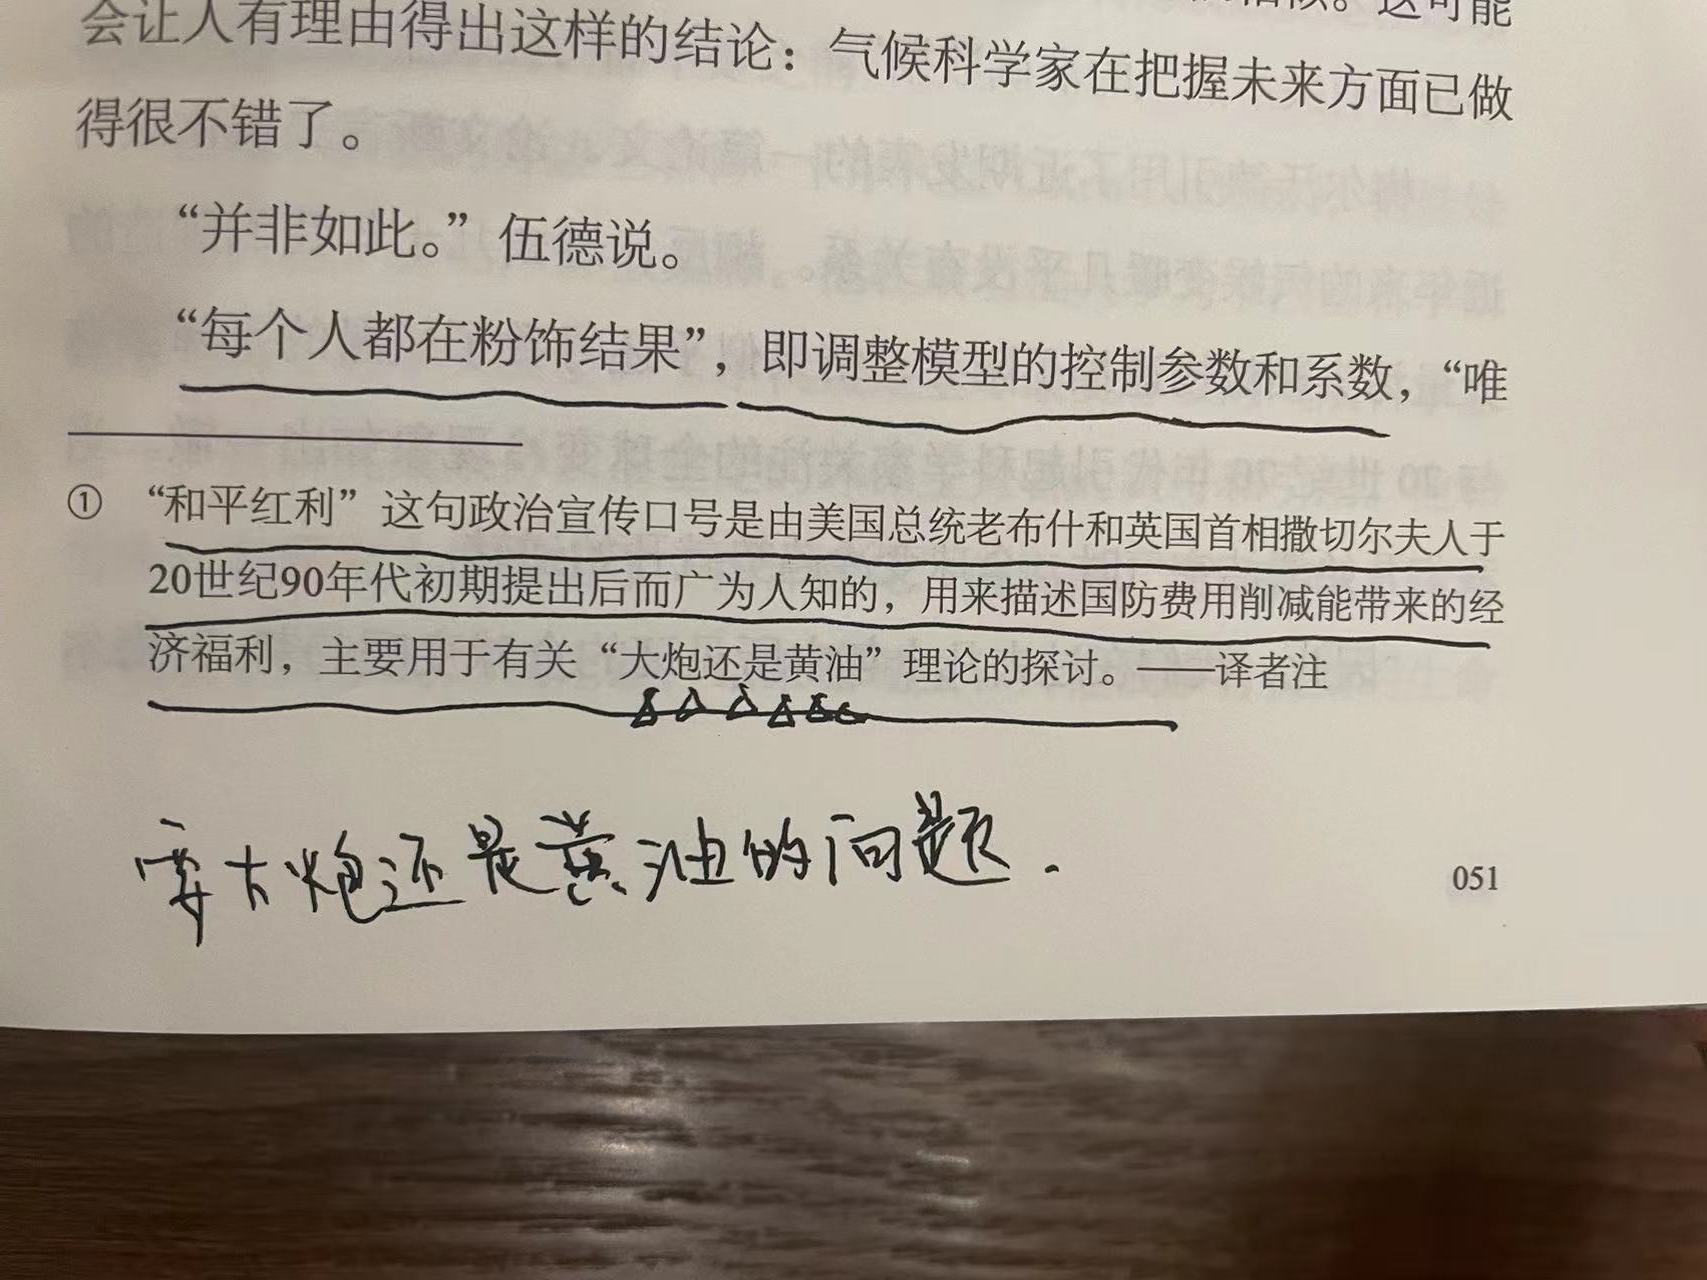 会让人有理由得出这样的结论：气候科学家在把握未来方面已做
得很不错了。
“并非如此。”伍德说。
“每个人都在粉饰结果”，即调整模型的控制参数和系数，“唯
① “和平红利”这句政治宣传口号是由美国总统老布什和英国首相撒切尔夫人于
20世纪90年代初期提出后而广为人知的，用来描述国防费用削减能带来的经
济福利，主要用于有关“大炮还是黄油”理论的探讨。——译者注
要大炮还是黄油的问题.
051